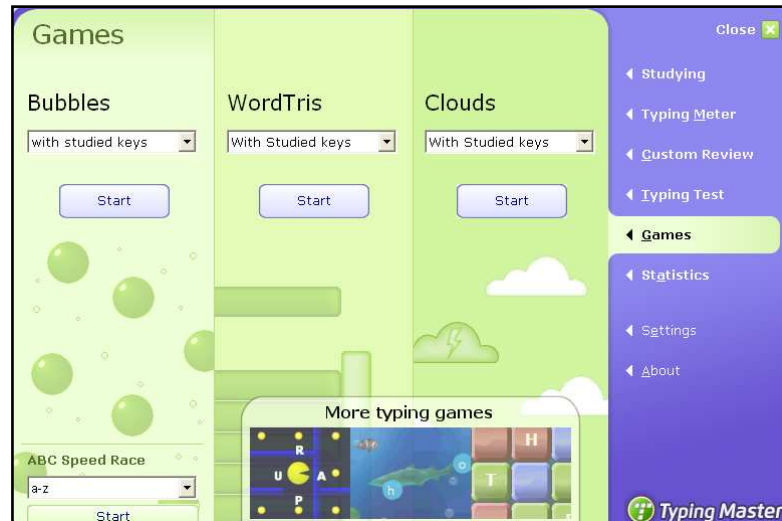 Games
Bubbles
with studied keys
Start
WordTris
With Studied keys
Start
Clouds
With Studied keys
Start
ABC Speed Race
a-z
Start
More typing games
R
U A
P
h
o
H
T
Close
Studying
Typing Meter
Custom Review
Typing Test
Games
Statistics
Settings
About
Typing Master